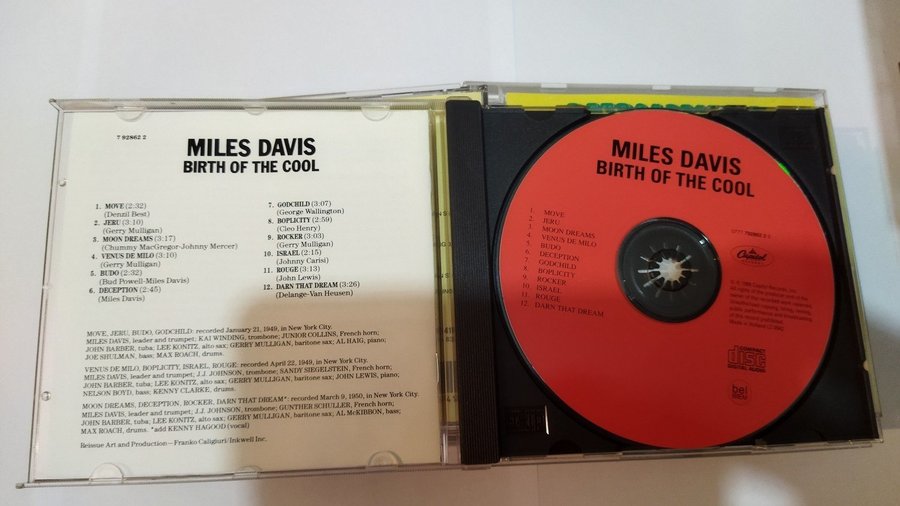 7 92862 2
MILES DAVIS
BIRTH OF THE COOL
1. MOVE (2:32)
(Denzil Best)
2. JERU (3:10)
(Gerry Mulligan)
3. MOON DREAMS (3:17)
(Chummy MacGregor-Johnny Mercer)
4. VENUS DE MILO (3:10)
(Gerry Mulligan)
5. BUDO (2:32)
(Bud Powell-Miles Davis)
6. DECEPTION (2:45)
(Miles Davis)
7. GODCHILD (3:07)
(George Wallington)
8. BOPLICITY (2:59)
(Cleo Henry)
9. ROCKER (3:03)
(Gerry Mulligan)
10. ISRAEL (2:15)
(Johnny Carisi)
11. ROUGE (3:13)
(John Lewis)
12. DARN THAT DREAM (3:26)
(Delange-Van Heusen)
MOVE, JERU, BUDO, GODCHILD: recorded January 21, 1949, in New York City.
MILES DAVIS, leader and trumpet; KAI WINDING, trombone; JUNIOR COLLINS, French horn;
JOHN BARBER, tuba; LEE KONITZ, alto sax; GERRY MULLIGAN, baritone sax; AL HAIG, piano;
JOE SHULMAN, bass; MAX ROACH, drums.
VENUS DE MILO, BOPLICITY, ISRAEL, ROUGE: recorded April 22, 1949, in New York City.
MILES DAVIS, leader and trumpet; J.J. JOHNSON, trombone; SANDY SIEGELSTEIN, French horn;
JOHN BARBER, tuba; LEE KONITZ, alto sax; GERRY MULLIGAN, baritone sax; JOHN LEWIS, piano,
NELSON BOYD, bass; KENNY CLARKE, drums.
MOON DREAMS, DECEPTION, ROCKER, DARN THAT DREAM*: recorded March 9, 1950, in New York City.
MILES DAVIS, leader and trumpet; J.J. JOHNSON, trombone; GUNTHER SCHULLER, French horn;
JOHN BARBER, tuba; LEE KONITZ, alto sax; GERRY MULLIGAN, baritone sax; AL McKIBBON, bass;
MAX ROACH, drums. *add KENNY HAGOOD (vocal)
Reissue Art and Production – Franko Caligiuri/Inkwell Inc.
MILES DAVIS
BIRTH OF THE COOL
1. MOVE
2. JERU
3. MOON DREAMS
4. VENUS DE MILO
5. BUDO
6. DECEPTION
7. GODCHILD
8. BOPLICITY
9. ROCKER
10. ISRAEL
11. ROUGE
12. DARN THAT DREAM
0777 792862 2
Capitol
COMPACT
disc
DIGITAL AUDIO